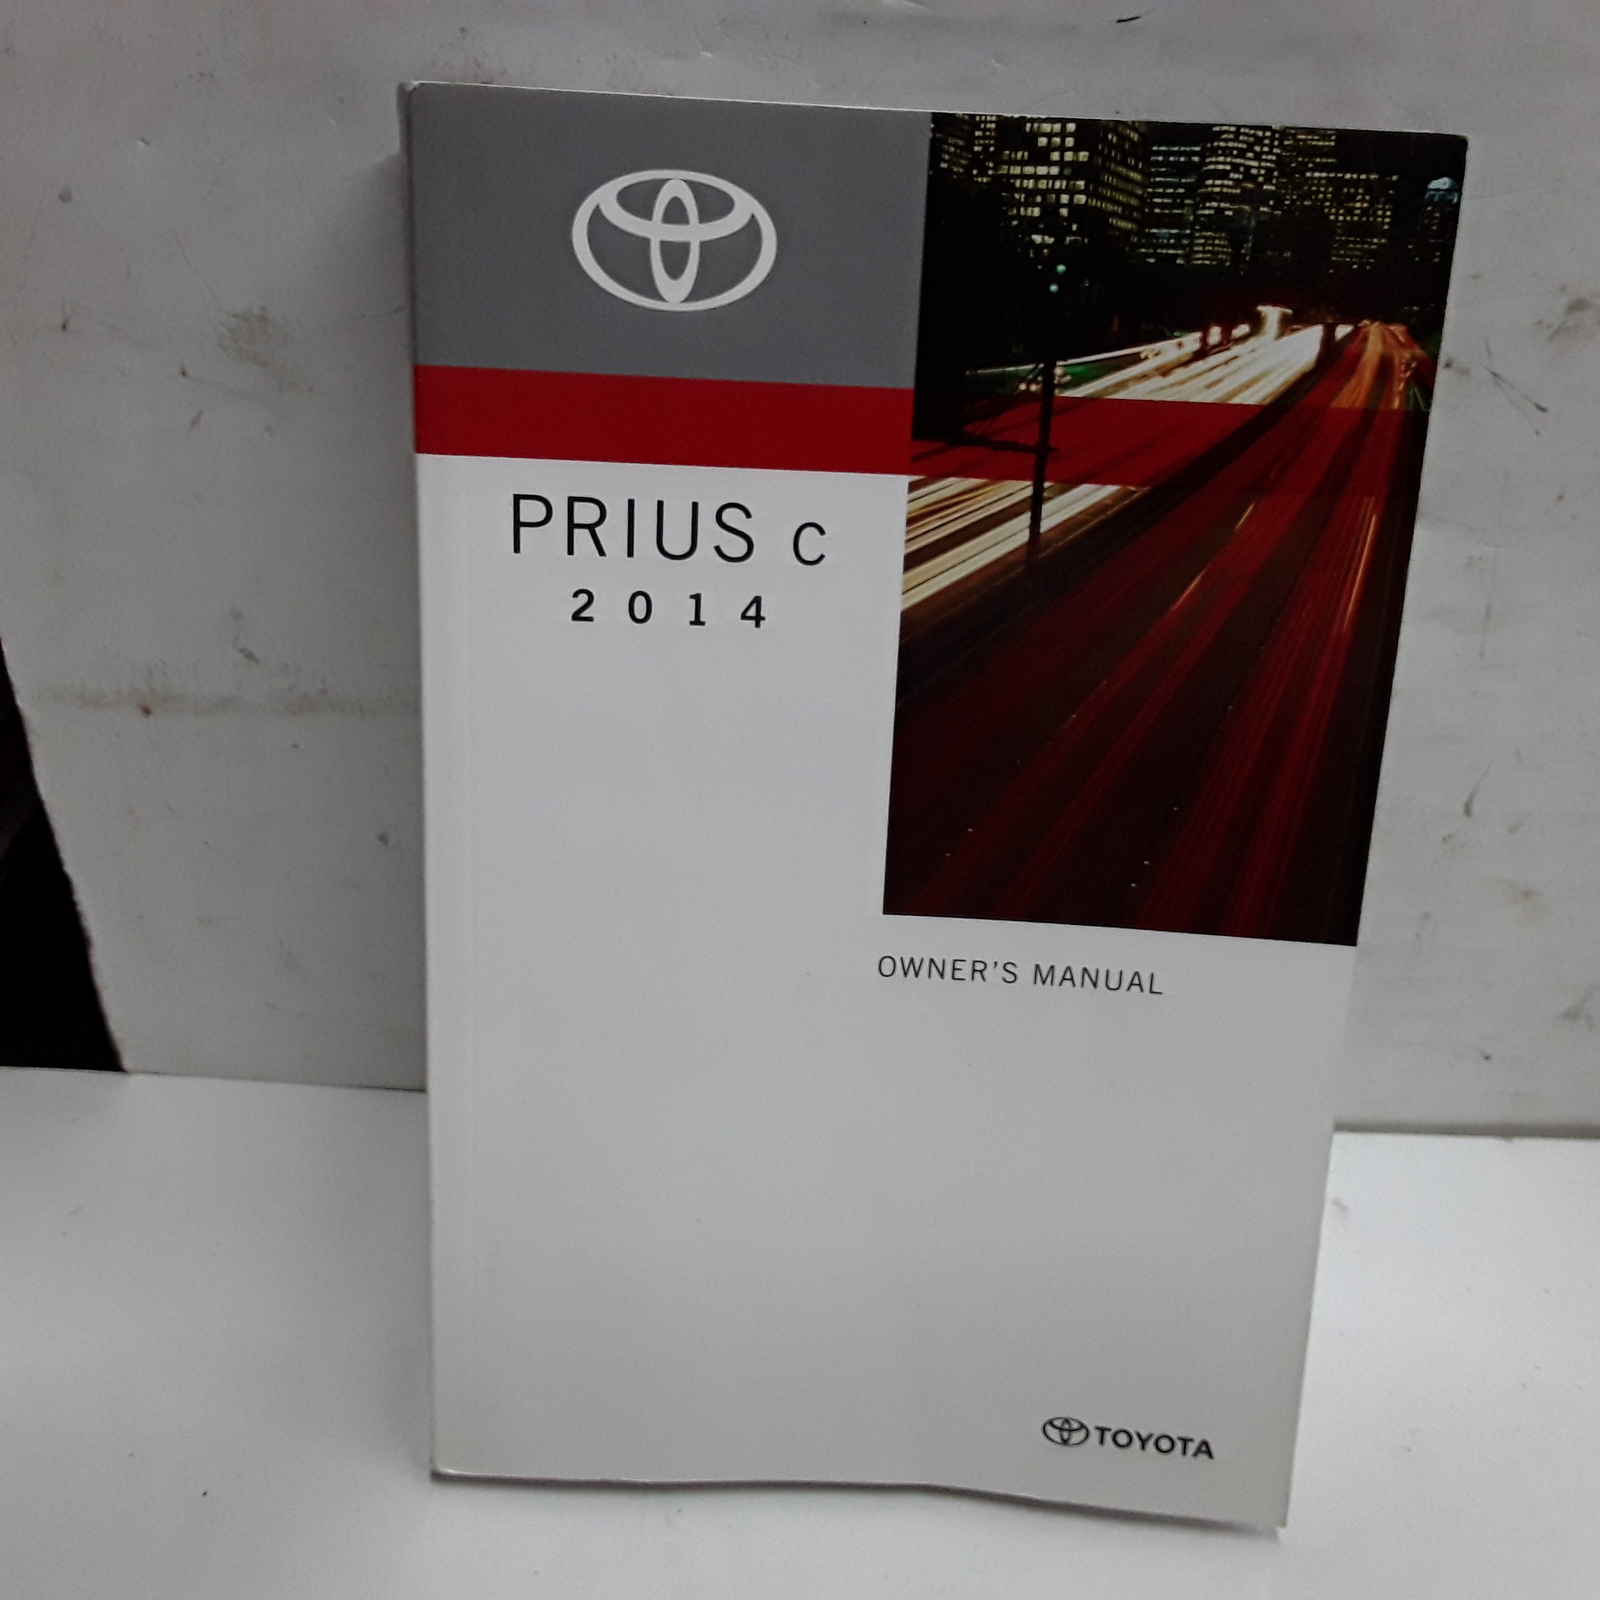 PRIUS c
2014
OWNER'S MANUAL
TOYOTA